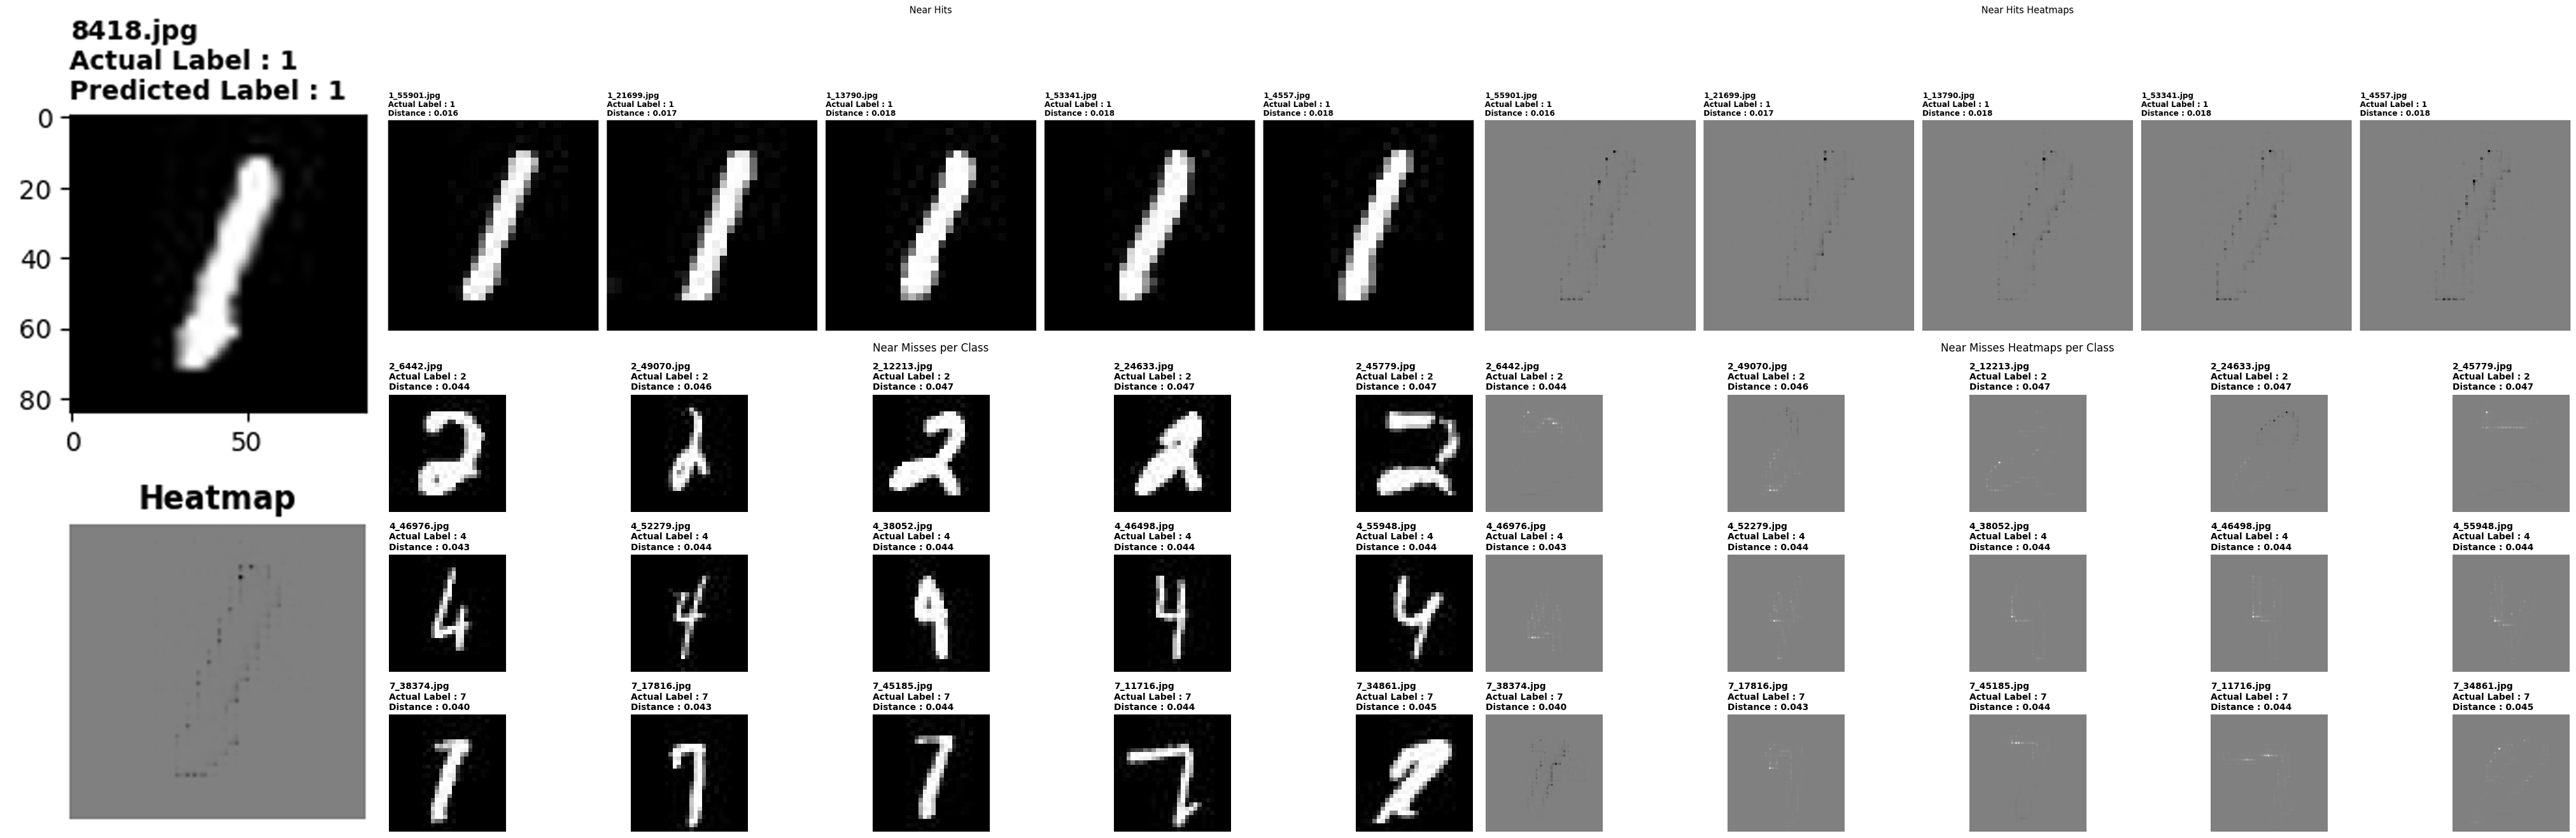 Near Hits
Near Hits Heatmaps
8418.jpg
Actual Label : 1
Predicted Label : 1
0
20
40
60
80
0
50
Heatmap
1_55901.jpg
Actual Label : 1
Distance : 0.016
1_21699.jpg
Actual Label : 1
Distance : 0.017
1_13790.jpg
Actual Label : 1
Distance : 0.018
1_53341.jpg
Actual Label : 1
Distance : 0.018
1_4557.jpg
Actual Label : 1
Distance : 0.018
1_55901.jpg
Actual Label : 1
Distance : 0.016
1_21699.jpg
Actual Label : 1
Distance : 0.017
1_13790.jpg
Actual Label : 1
Distance : 0.018
1_53341.jpg
Actual Label : 1
Distance : 0.018
1_4557.jpg
Actual Label : 1
Distance : 0.018
Near Misses per Class
Near Misses Heatmaps per Class
2_6442.jpg
Actual Label : 2
Distance : 0.044
2_49070.jpg
Actual Label : 2
Distance : 0.046
2_12213.jpg
Actual Label : 2
Distance : 0.047
2_24633.jpg
Actual Label : 2
Distance : 0.047
2_45779.jpg
Actual Label : 2
Distance : 0.047
2_6442.jpg
Actual Label : 2
Distance : 0.044
2_49070.jpg
Actual Label : 2
Distance : 0.046
2_12213.jpg
Actual Label : 2
Distance : 0.047
2_24633.jpg
Actual Label : 2
Distance : 0.047
2_45779.jpg
Actual Label : 2
Distance : 0.047
4_46976.jpg
Actual Label : 4
Distance : 0.043
4_52279.jpg
Actual Label : 4
Distance : 0.044
4_38052.jpg
Actual Label : 4
Distance : 0.044
4_46498.jpg
Actual Label : 4
Distance : 0.044
4_55948.jpg
Actual Label : 4
Distance : 0.044
4_46976.jpg
Actual Label : 4
Distance : 0.043
4_52279.jpg
Actual Label : 4
Distance : 0.044
4_38052.jpg
Actual Label : 4
Distance : 0.044
4_46498.jpg
Actual Label : 4
Distance : 0.044
4_55948.jpg
Actual Label : 4
Distance : 0.044
7_38374.jpg
Actual Label : 7
Distance : 0.040
7_17816.jpg
Actual Label : 7
Distance : 0.043
7_45185.jpg
Actual Label : 7
Distance : 0.044
7_11716.jpg
Actual Label : 7
Distance : 0.044
7_34861.jpg
Actual Label : 7
Distance : 0.045
7_38374.jpg
Actual Label : 7
Distance : 0.040
7_17816.jpg
Actual Label : 7
Distance : 0.043
7_45185.jpg
Actual Label : 7
Distance : 0.044
7_11716.jpg
Actual Label : 7
Distance : 0.044
7_34861.jpg
Actual Label : 7
Distance : 0.045